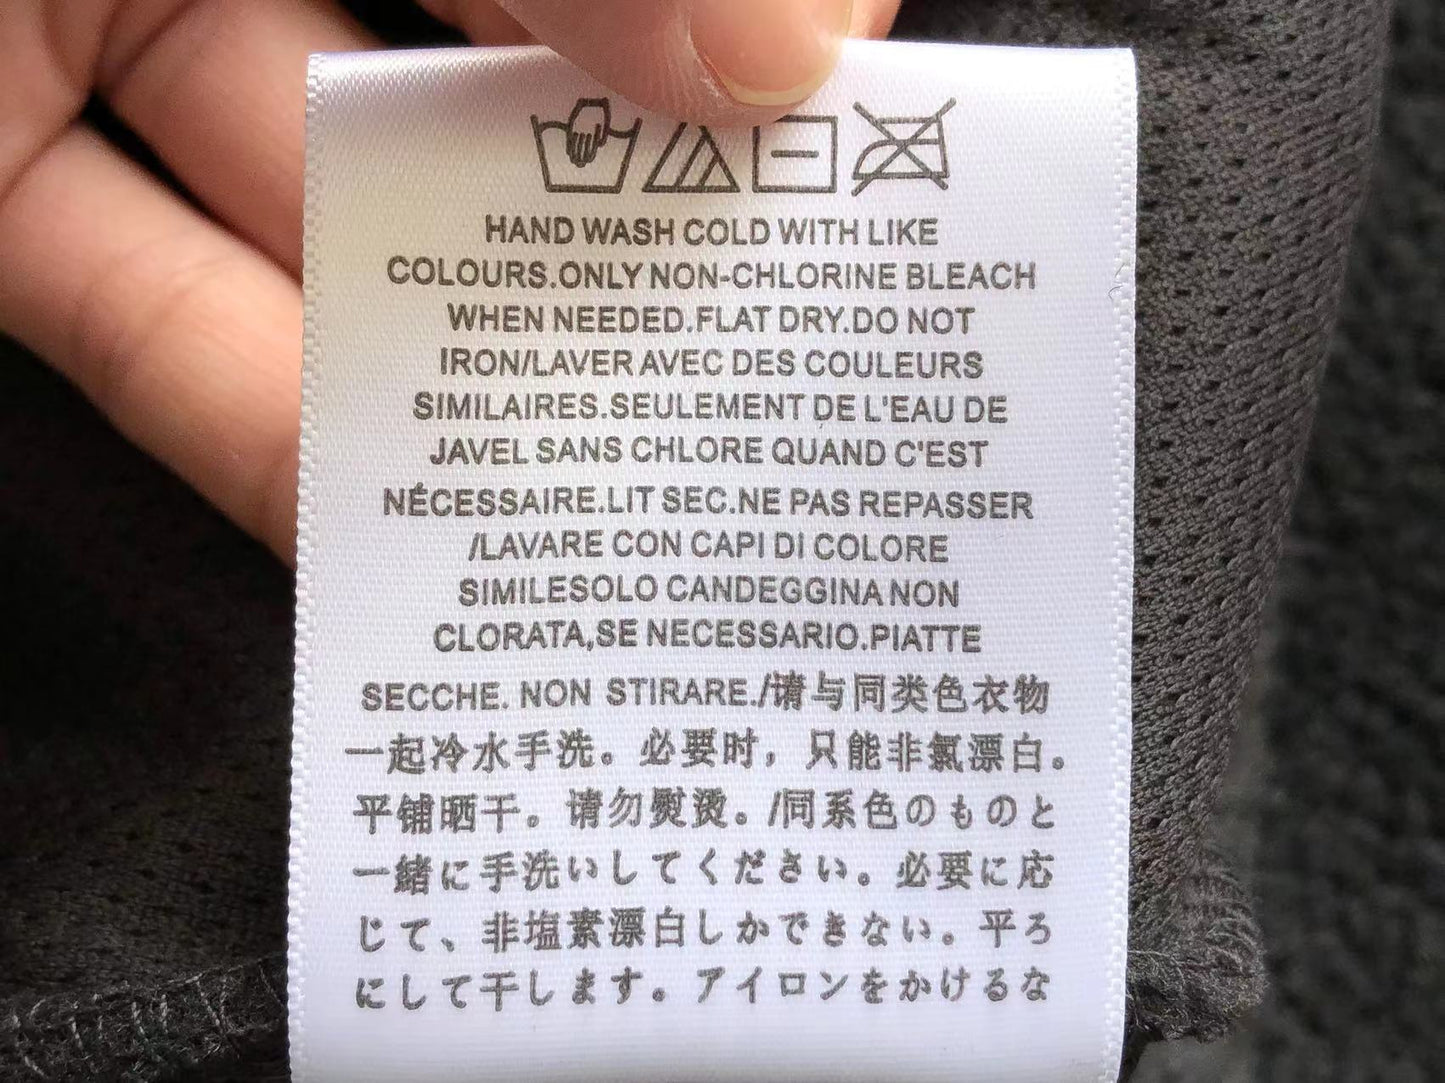 HAND WASH COLD WITH LIKE
COLOURS.ONLY NON-CHLORINE BLEACH
WHEN NEEDED.FLAT DRY.DO NOT
IRON/LAVER AVEC DES COULEURS
SIMILAIRES.SEULEMENT DE L'EAU DE
JAVEL SANS CHLORE QUAND C'EST
NÉCESSAIRE.LIT SEC.NE PAS REPASSER
/LAVARE CON CAPI DI COLORE
SIMILESOLO CANDEGGINA NON
CLORATA,SE NECESSARIO.PIATTE
SECCHE. NON STIRARE./请与同类色衣物
一起冷水手洗。必要时，只能非氯漂白。
平铺晒干。请勿熨烫。/同系色のものと
一緒に手洗いしてください。必要に応
じて、非塩素漂白しかできない。平ろ
にして干します。アイロンをかけるな